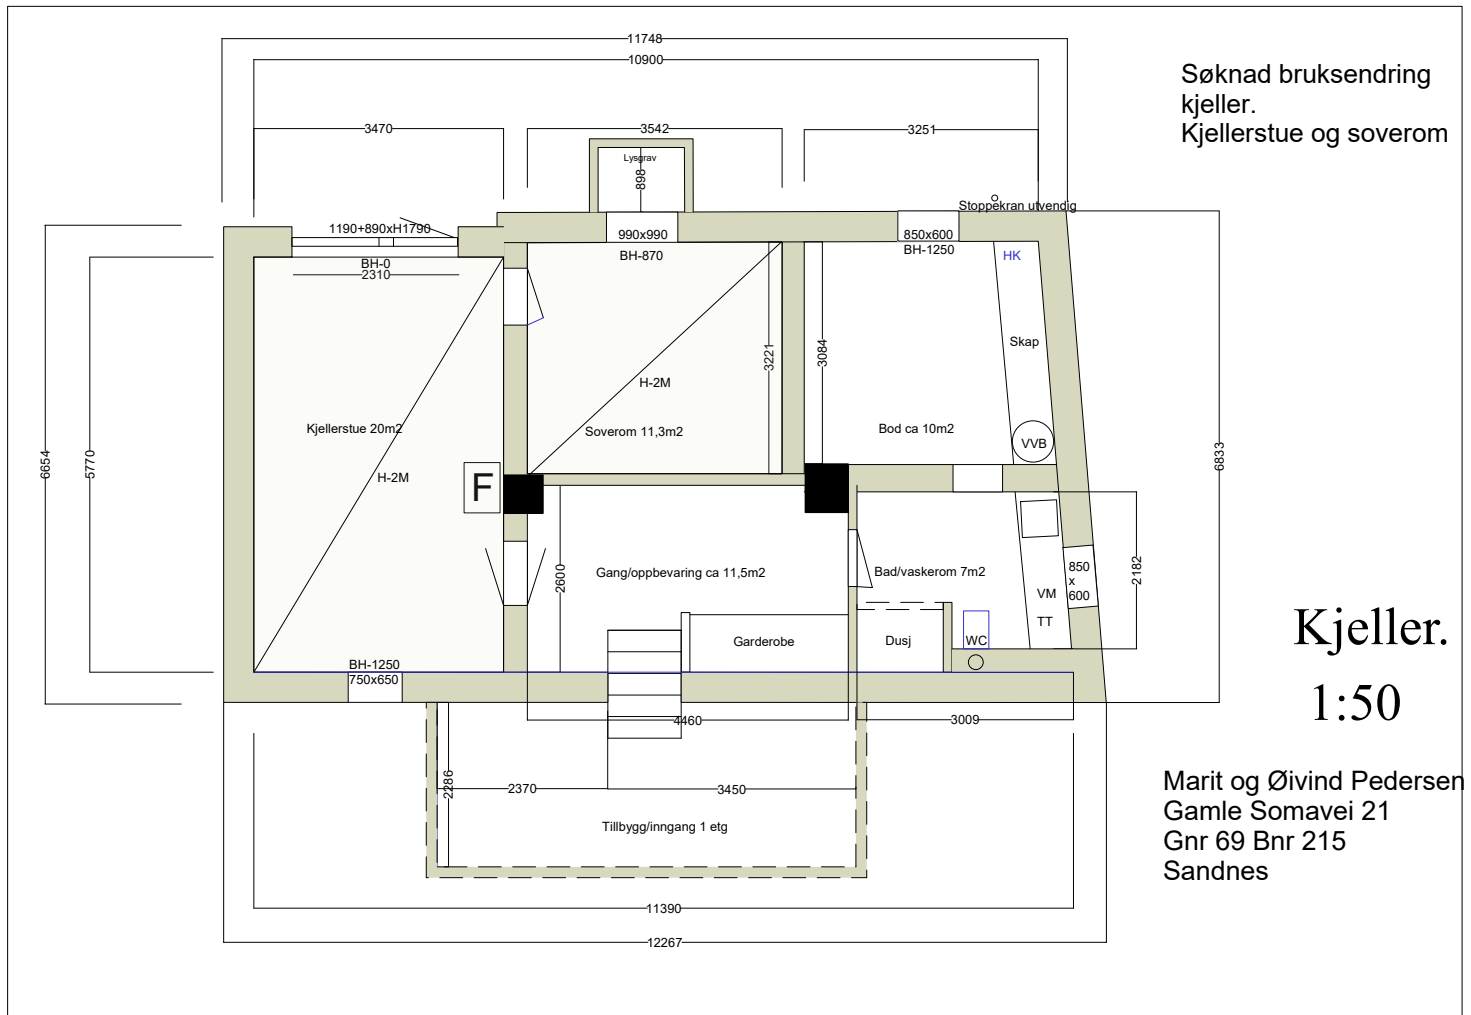 11748
10900
Søknad bruksendring
kjeller.
Kjellerstue og soverom
3470
3542
3251
Lysgrav
898
Stoppekran utvendig
1190+890xH1790
990x990
850x600
BH-0
BH-870
BH-1250
HK
2310
3221
3084
Skap
H-2M
Kjellerstue 20m2
Soverom 11,3m2
Bod ca 10m2
VVB
H-2M
F
6654
5770
6833
2600
Gang/oppbevaring ca 11,5m2
Bad/vaskerom 7m2
850
x
600
2182
VM
TT
Garderobe
Dusj
WC
Kjeller.
1:50
BH-1250
750x650
4460
3009
2286
2370
3450
Tillbygg/inngang 1 etg
Marit og Øivind Pedersen
Gamle Somavei 21
Gnr 69 Bnr 215
Sandnes
11390
12267